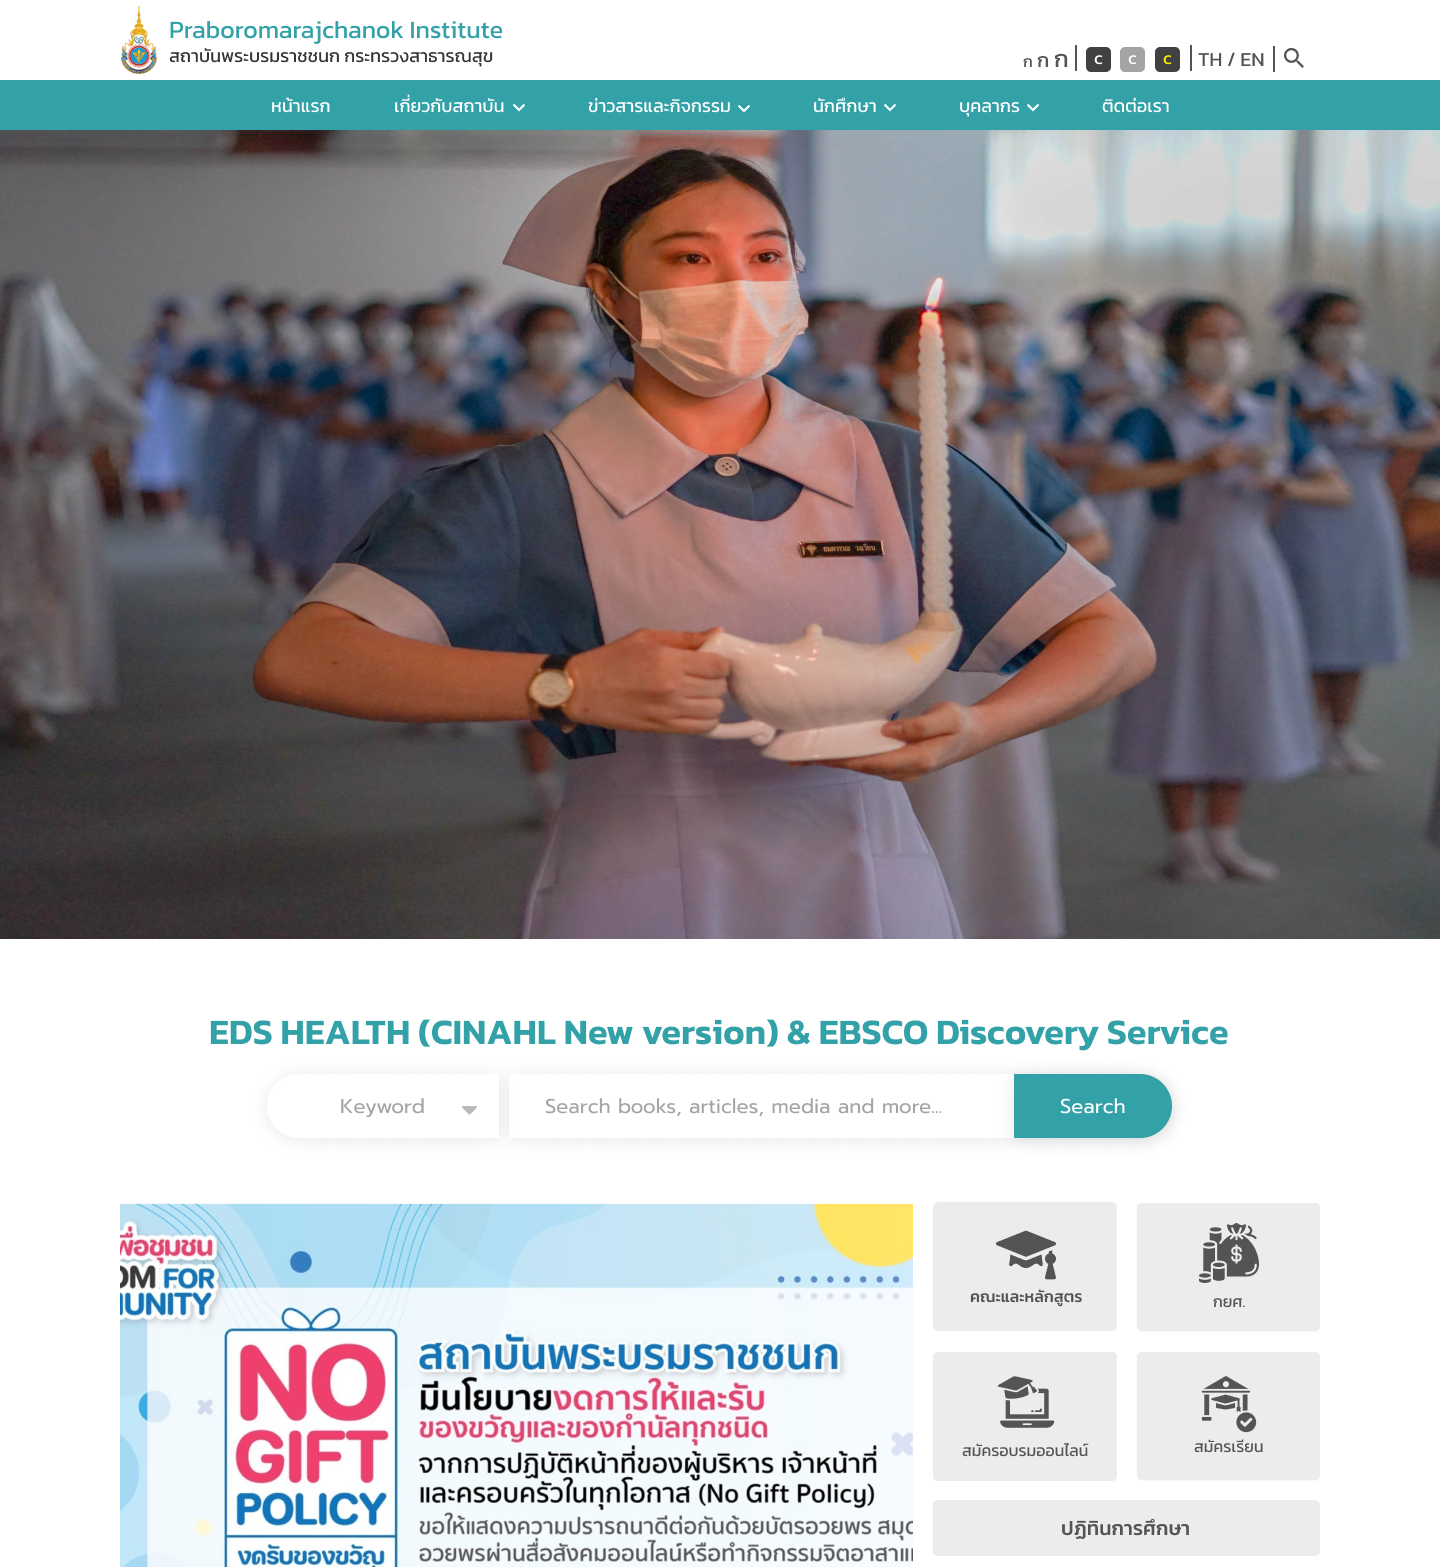 Praboromarajchanok Institute
สถาบันพระบรมราชชนก กระทรวงสาธารณสุข
ก ก ก C C C TH / EN
หน้าแรก เกี่ยวกับสถาบัน ข่าวสารและกิจกรรม นักศึกษา บุคลากร ติดต่อเรา
EDS HEALTH (CINAHL New version) & EBSCO Discovery Service
Keyword Search books, articles, media and more... Search
พื่อชุมชน
OM FOR
MUNITY
NO
GIFT
POLICY
งดรับของขวัญ
สถาบันพระบรมราชชนก
มีนโยบายงดการให้และรับ
ของขวัญและของกำนัลทุกชนิด
จากการปฏิบัติหน้าที่ของผู้บริหาร เจ้าหน้าที่
และครอบครัวในทุกโอกาส (No Gift Policy)
ขอให้แสดงความปรารถนาดีต่อกันด้วยบัตรอวยพร สมุด
อวยพรผ่านสื่อสังคมออนไลน์หรือทำกิจกรรมจิตอาสาแ
คณะและหลักสูตร
กยศ.
สมัครอบรมออนไลน์
สมัครเรียน
ปฏิทินการศึกษา